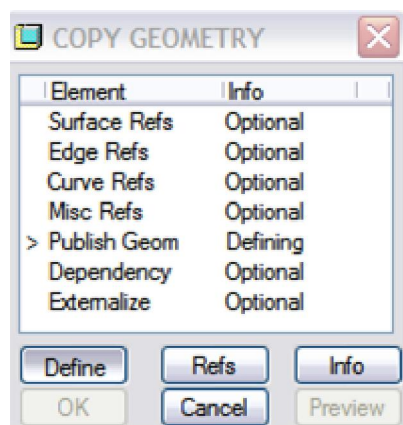 COPY GEOMETRY
Element Info
Surface Refs Optional
Edge Refs Optional
Curve Refs Optional
Misc Refs Optional
> Publish Geom Defining
Dependency Optional
Externalize Optional
Define Refs Info
OK Cancel Preview